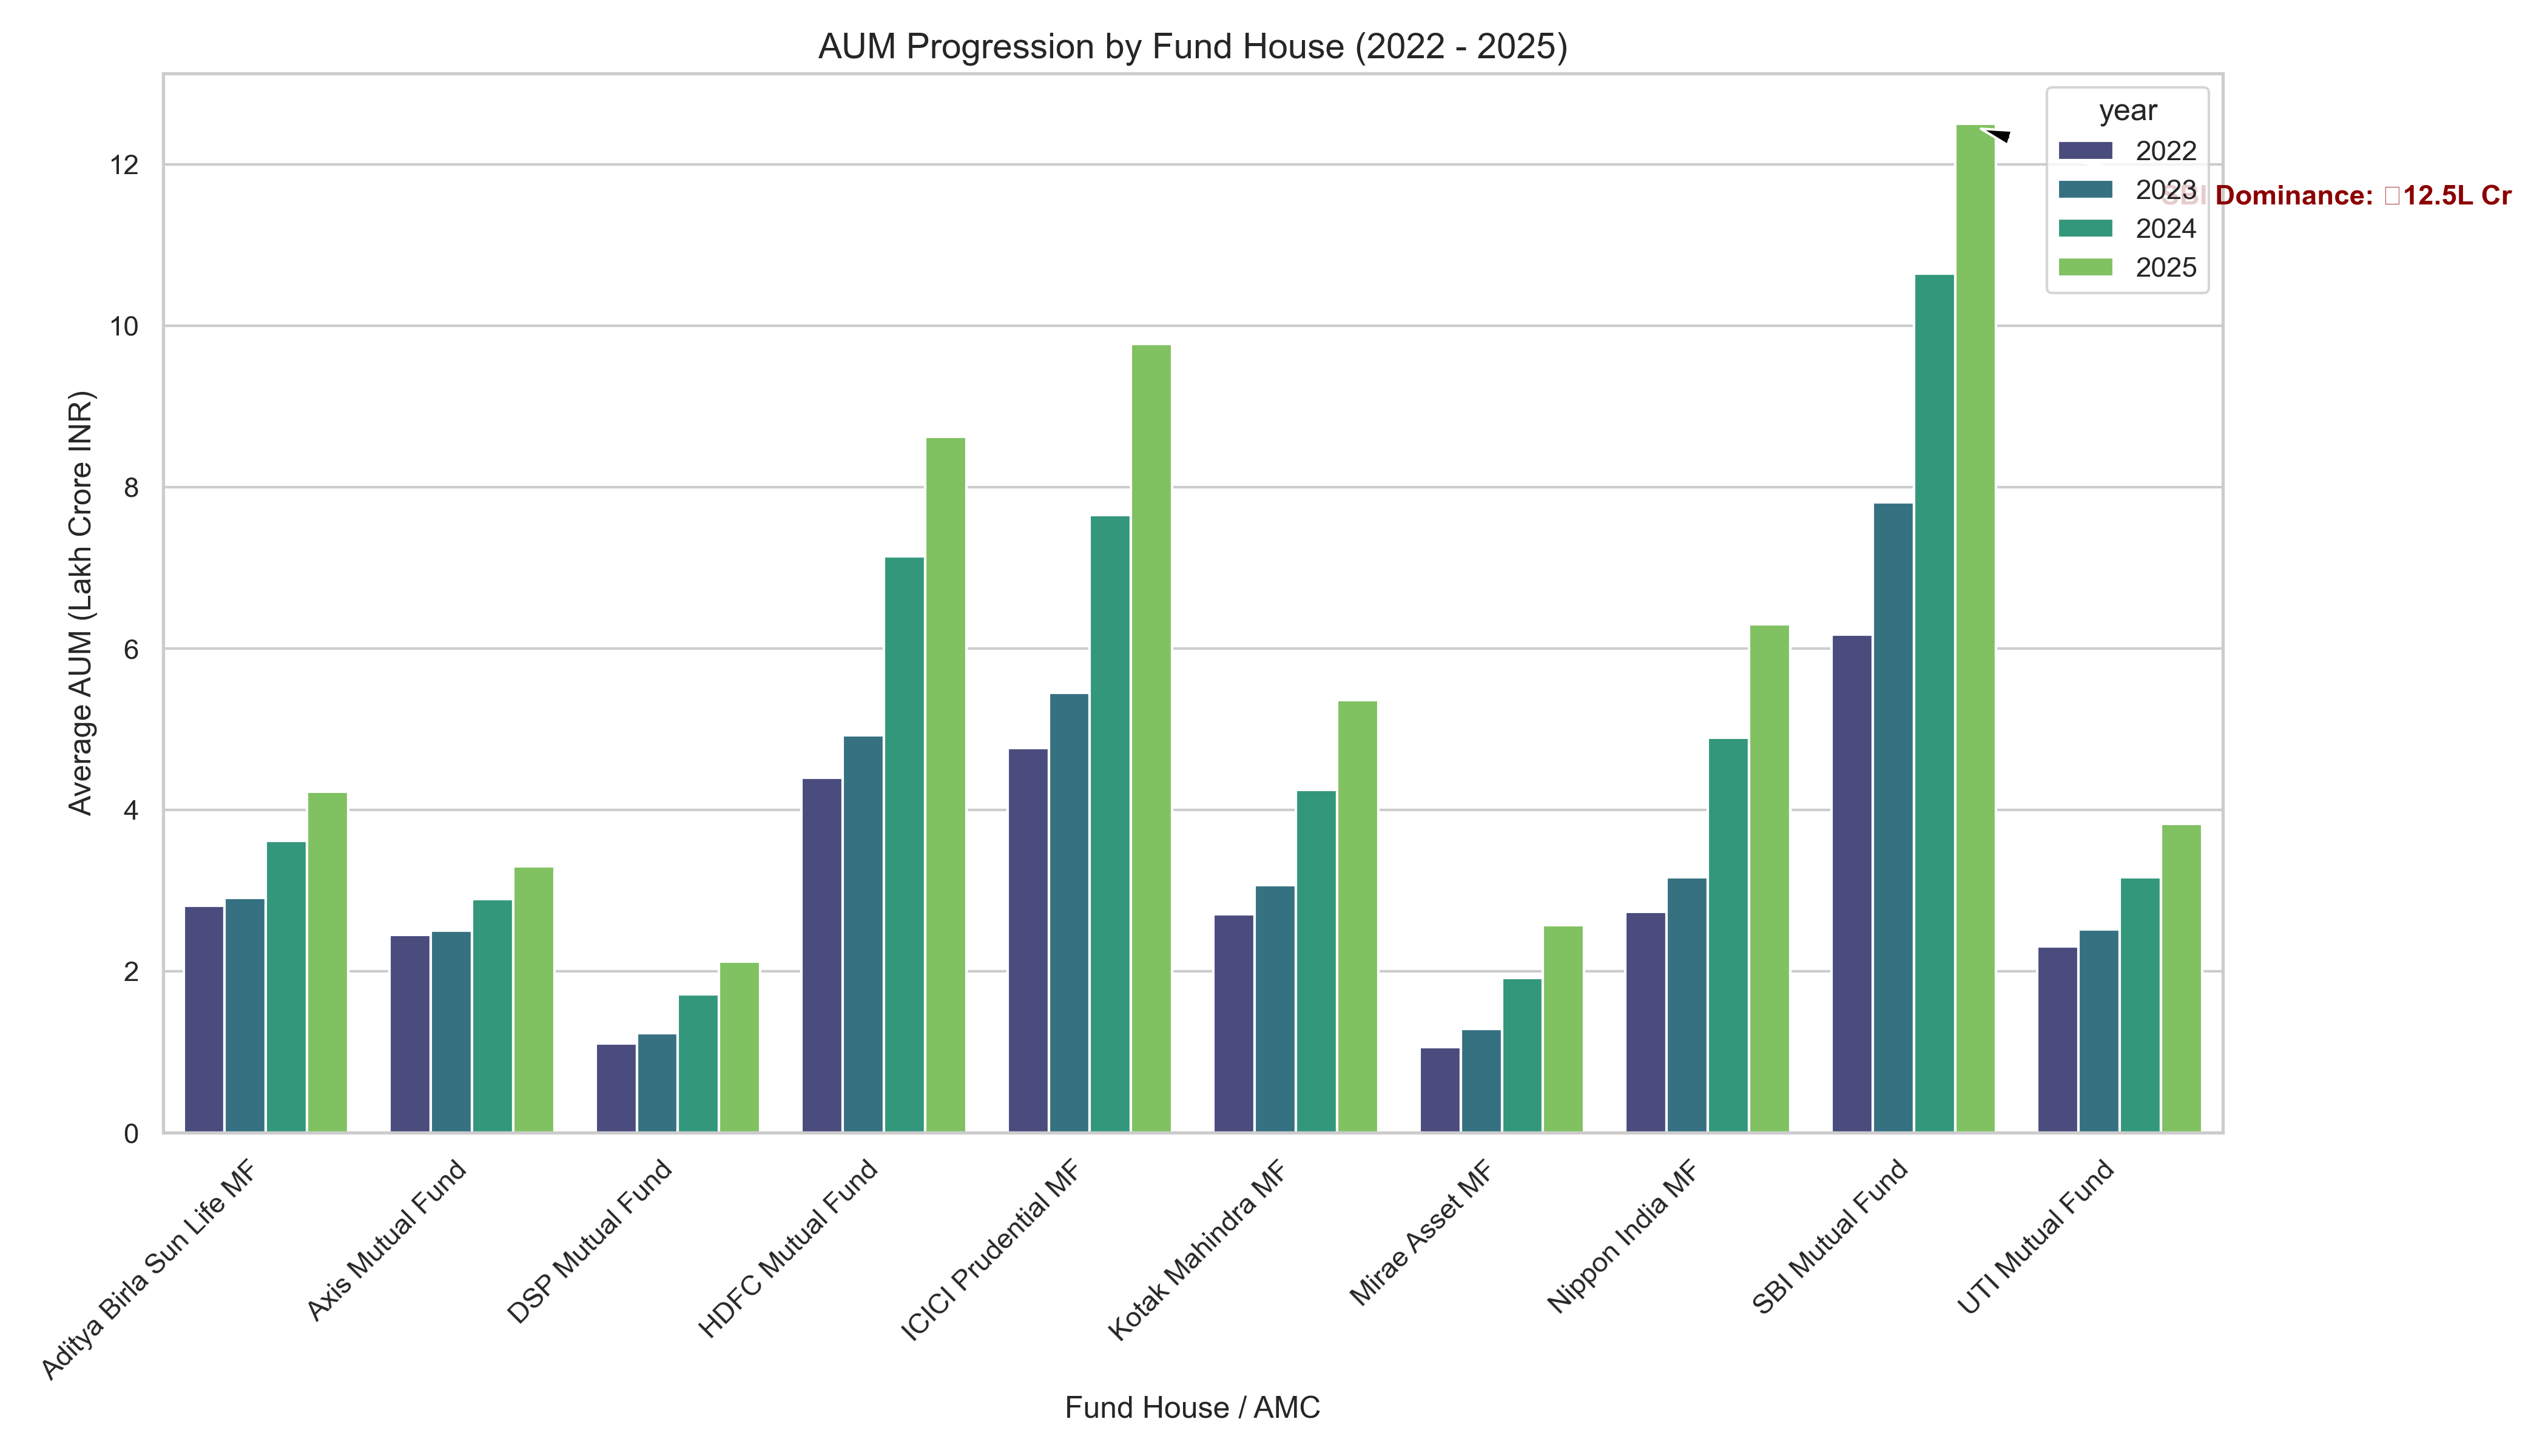 AUM Progression by Fund House (2022 - 2025)
year
2022
2023
2024
2025
SBI Dominance: 12.5L Cr
Average AUM (Lakh Crore INR)
12
10
8
6
4
2
0
Aditya Birla Sun Life MF
Axis Mutual Fund
DSP Mutual Fund
HDFC Mutual Fund
ICICI Prudential MF
Kotak Mahindra MF
Mirae Asset MF
Nippon India MF
SBI Mutual Fund
UTI Mutual Fund
Fund House / AMC